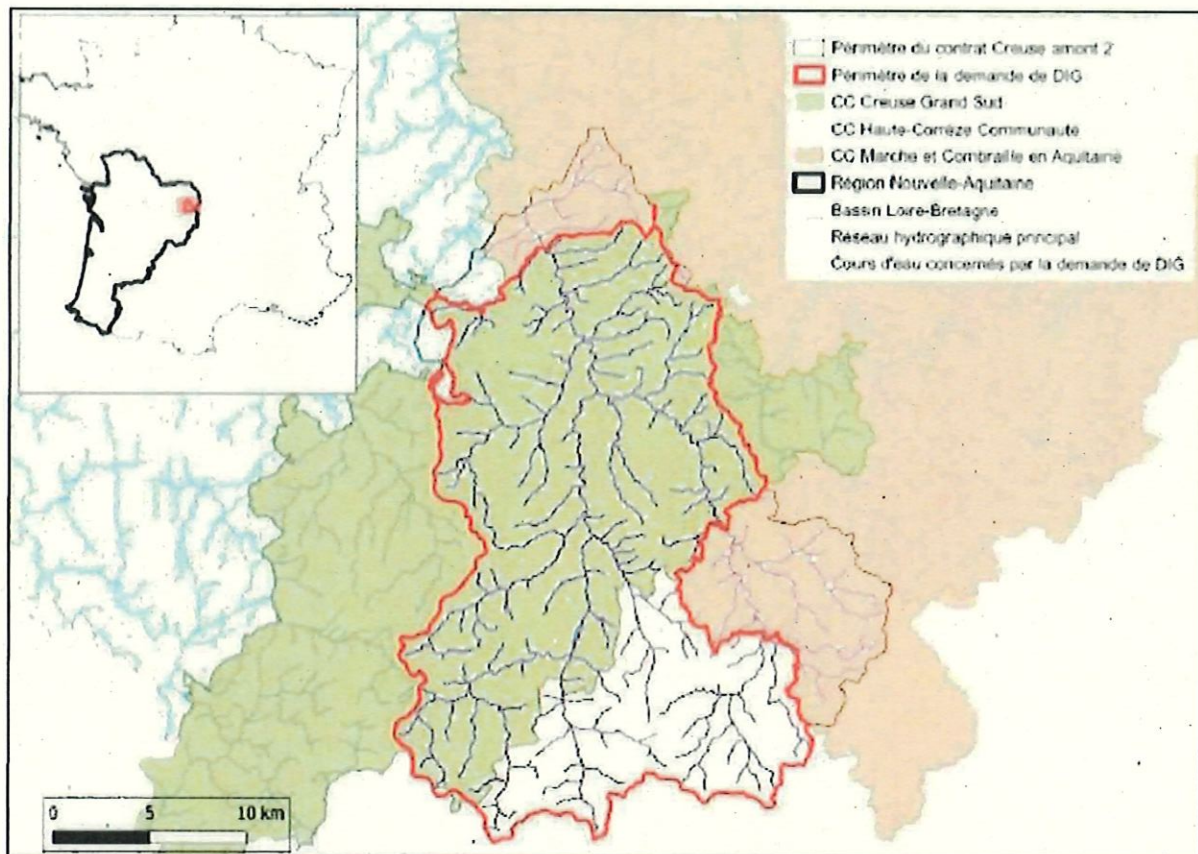 Périmètre du contrat Creuse amont 2
Périmètre de la demande de DIG
CC Creuse Grand Sud
CC Haute-Corrèze Communauté
CC Marche et Combraille en Aquitaine
Région Nouvelle-Aquitaine
Bassin Loire-Bretagne
Réseau hydrographique principal
Cours d'eau concernés par la demande de DIG
0 5 10 km